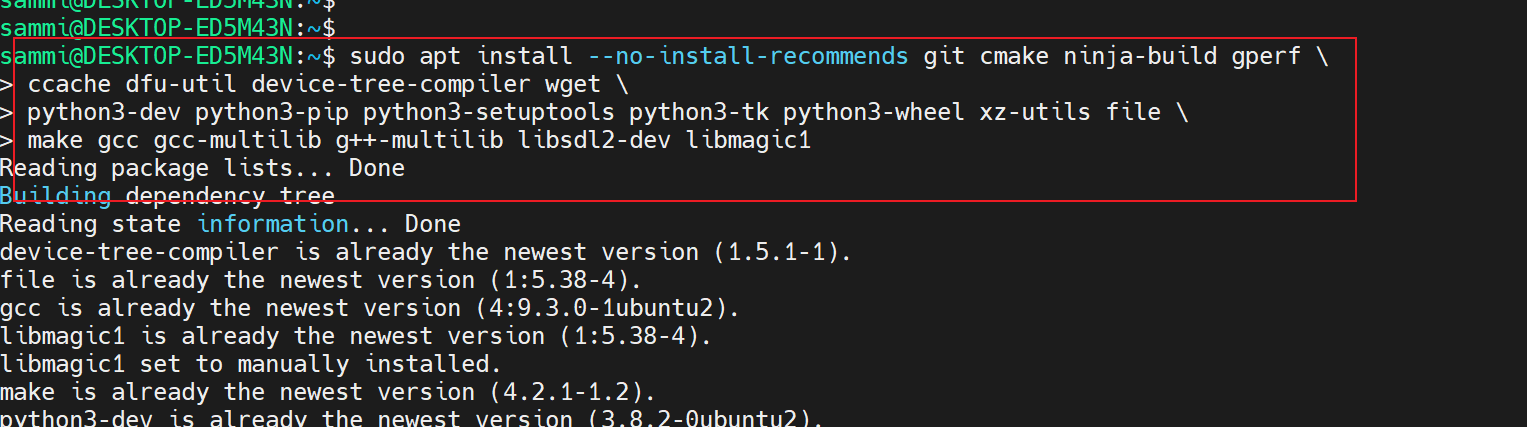 sammi@DESKTOP-ED5M43N:~$
sammi@DESKTOP-ED5M43N:~$
sammi@DESKTOP-ED5M43N:~$ sudo apt install --no-install-recommends git cmake ninja-build gperf \
> ccache dfu-util device-tree-compiler wget \
> python3-dev python3-pip python3-setuptools python3-tk python3-wheel xz-utils file \
> make gcc gcc-multilib g++-multilib libsdl2-dev libmagic1
Reading package lists... Done
Building dependency tree
Reading state information... Done
device-tree-compiler is already the newest version (1.5.1-1).
file is already the newest version (1:5.38-4).
gcc is already the newest version (4:9.3.0-1ubuntu2).
libmagic1 is already the newest version (1:5.38-4).
libmagic1 set to manually installed.
make is already the newest version (4.2.1-1.2).
python3-dev is already the newest version (3.8.2-0ubuntu2).